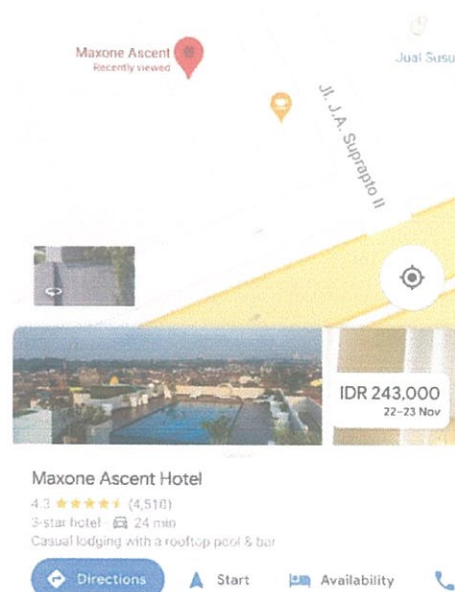 Maxone Ascent
Recently viewed
Jual Susu
Jl. J.A. Suprapto II
IDR 243,000
22–23 Nov
Maxone Ascent Hotel
4.3 (4,510)
3-star hotel · 24 min
Casual lodging with a rooftop pool & bar
Directions
Start
Availability